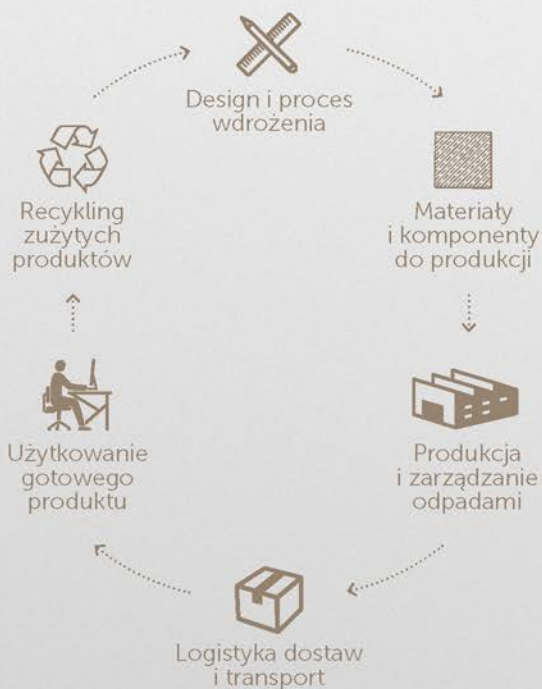 Design i proces
wdrożenia
Materiały
i komponenty
do produkcji
Produkcja
i zarządzanie
odpadami
Logistyka dostaw
i transport
Użytkowanie
gotowego
produktu
Recykling
zużytych
produktów